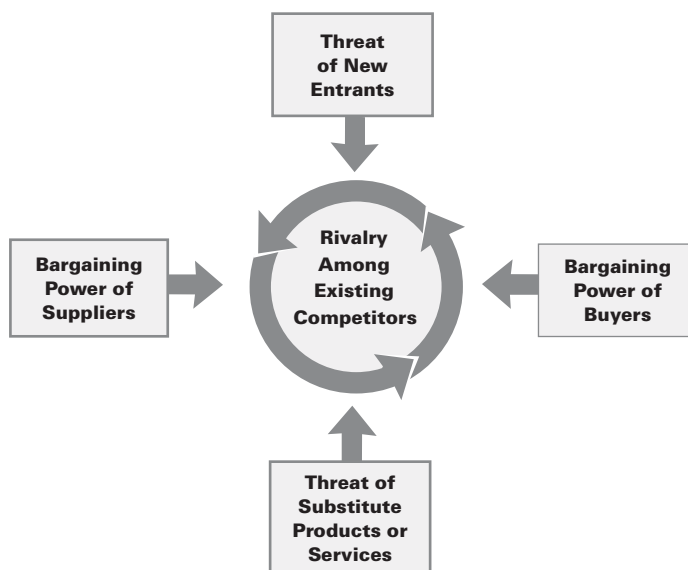 Threat
of New
Entrants
Bargaining
Power of
Suppliers
Rivalry
Among
Existing
Competitors
Bargaining
Power of
Buyers
Threat of
Substitute
Products or
Services